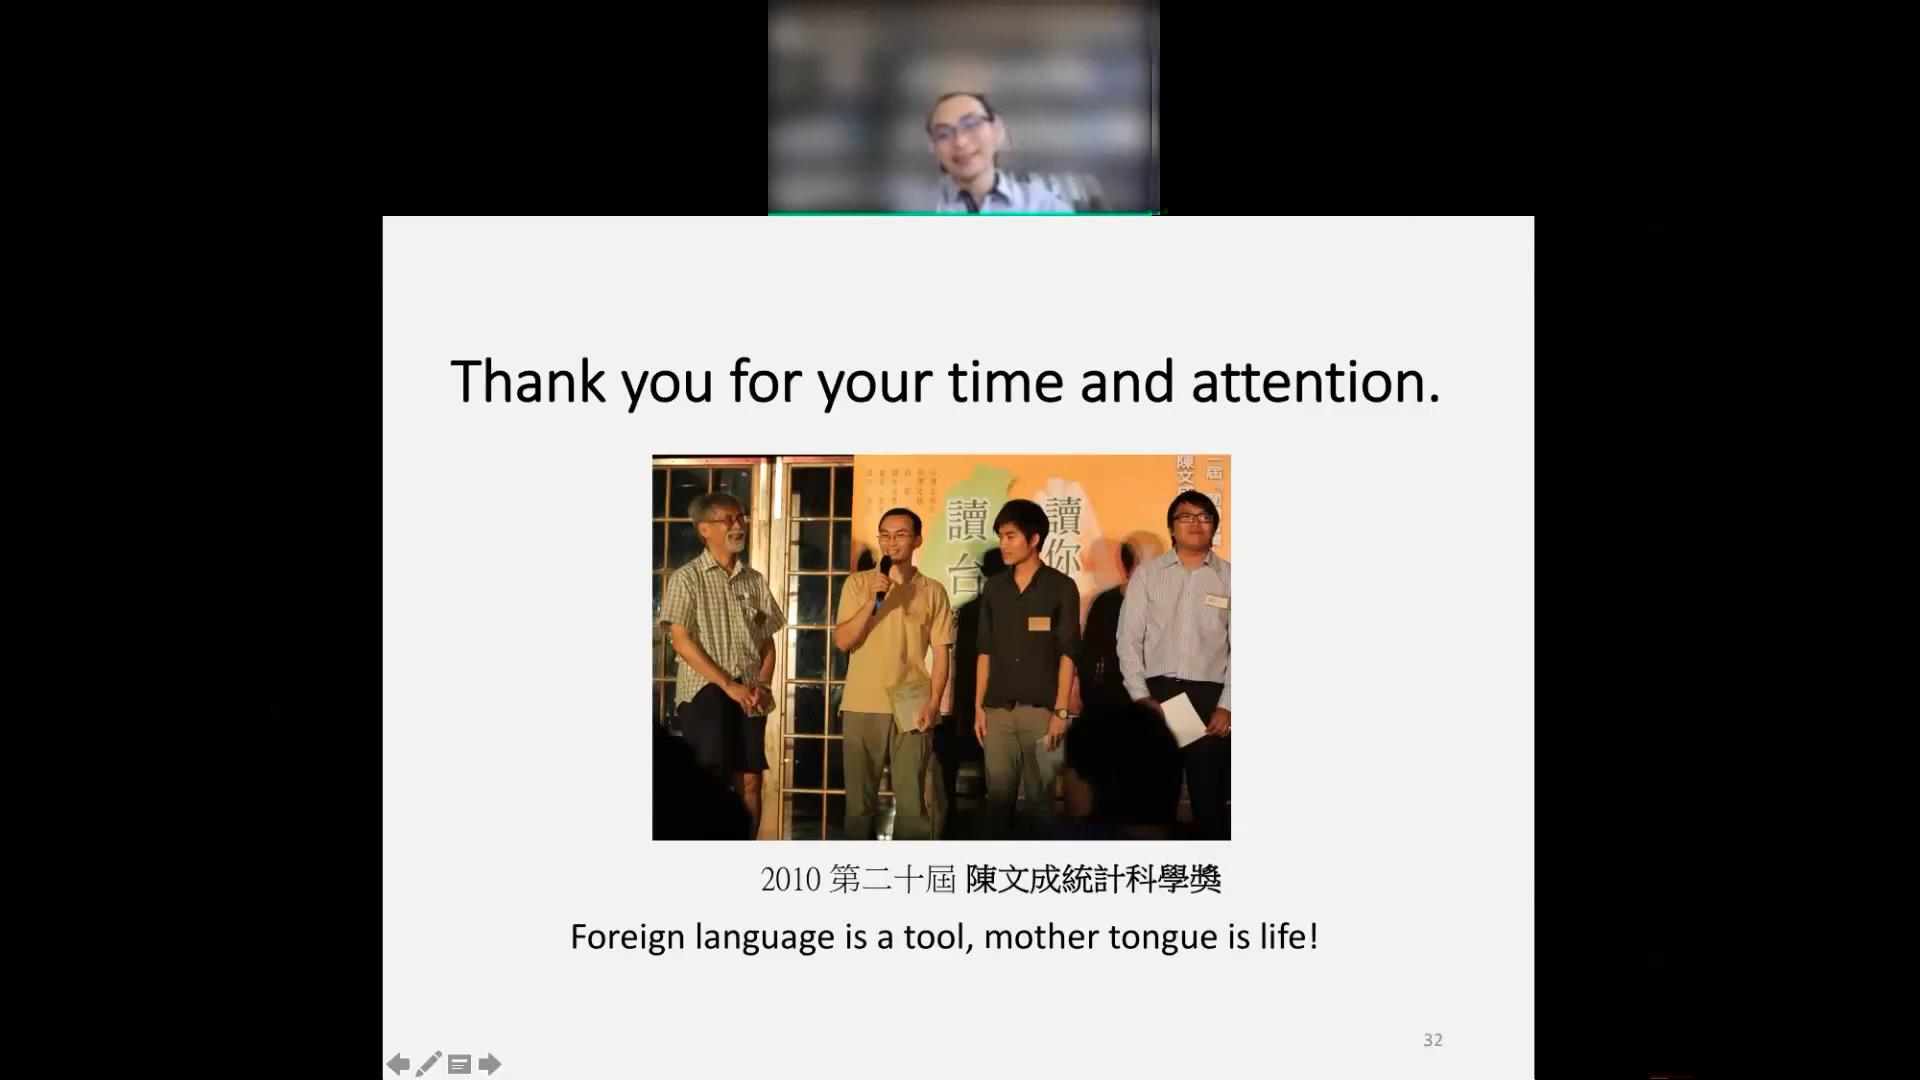 Thank you for your time and attention.
讀台
讀你
2010 第二十屆 陳文成統計科學獎
Foreign language is a tool, mother tongue is life!
32